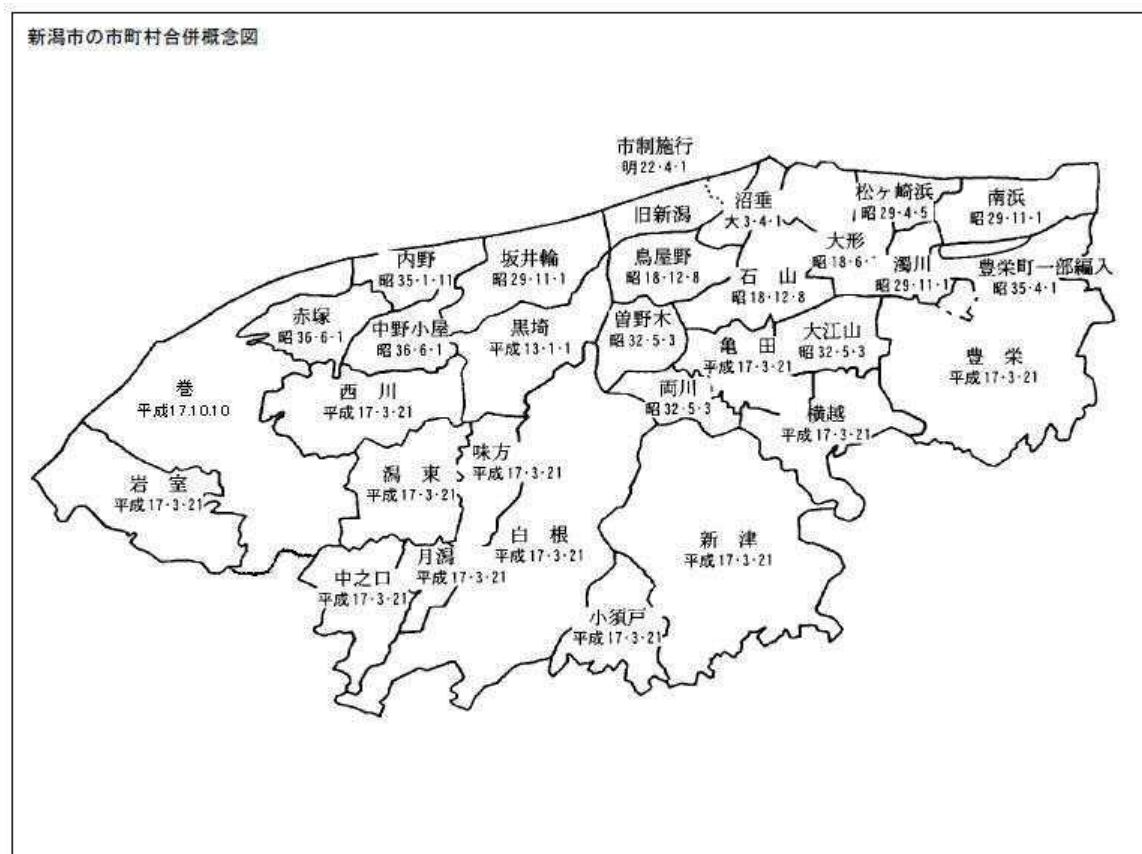 新潟市の市町村合併概念図
市制施行
明22·4·1
旧新潟
沼垂
大3·4·1
松ヶ崎浜
昭29·4·5
南浜
昭29·11·1
内野
昭35·1·11
坂井輪
昭29·11·1
鳥屋野
昭18·12·8
石山
昭18·12·8
大形
昭18·6·1
濁川
昭29·11·1
豊栄町一部編入
昭35·4·1
赤塚
昭36·6·1
中野小屋
昭36·6·1
黒埼
平成13·1·1
曽野木
昭32·5·3
亀田
平成17·3·21
大江山
昭32·5·3
豊栄
平成17·3·21
巻
平成17.10.10
西川
平成17·3·21
両川
昭32·5·3
横越
平成17·3·21
岩室
平成17·3·21
潟東
平成17·3·21
味方
平成17·3·21
白根
平成17·3·21
新津
平成17·3·21
中之口
平成17·3·21
月潟
平成17·3·21
小須戸
平成17·3·21